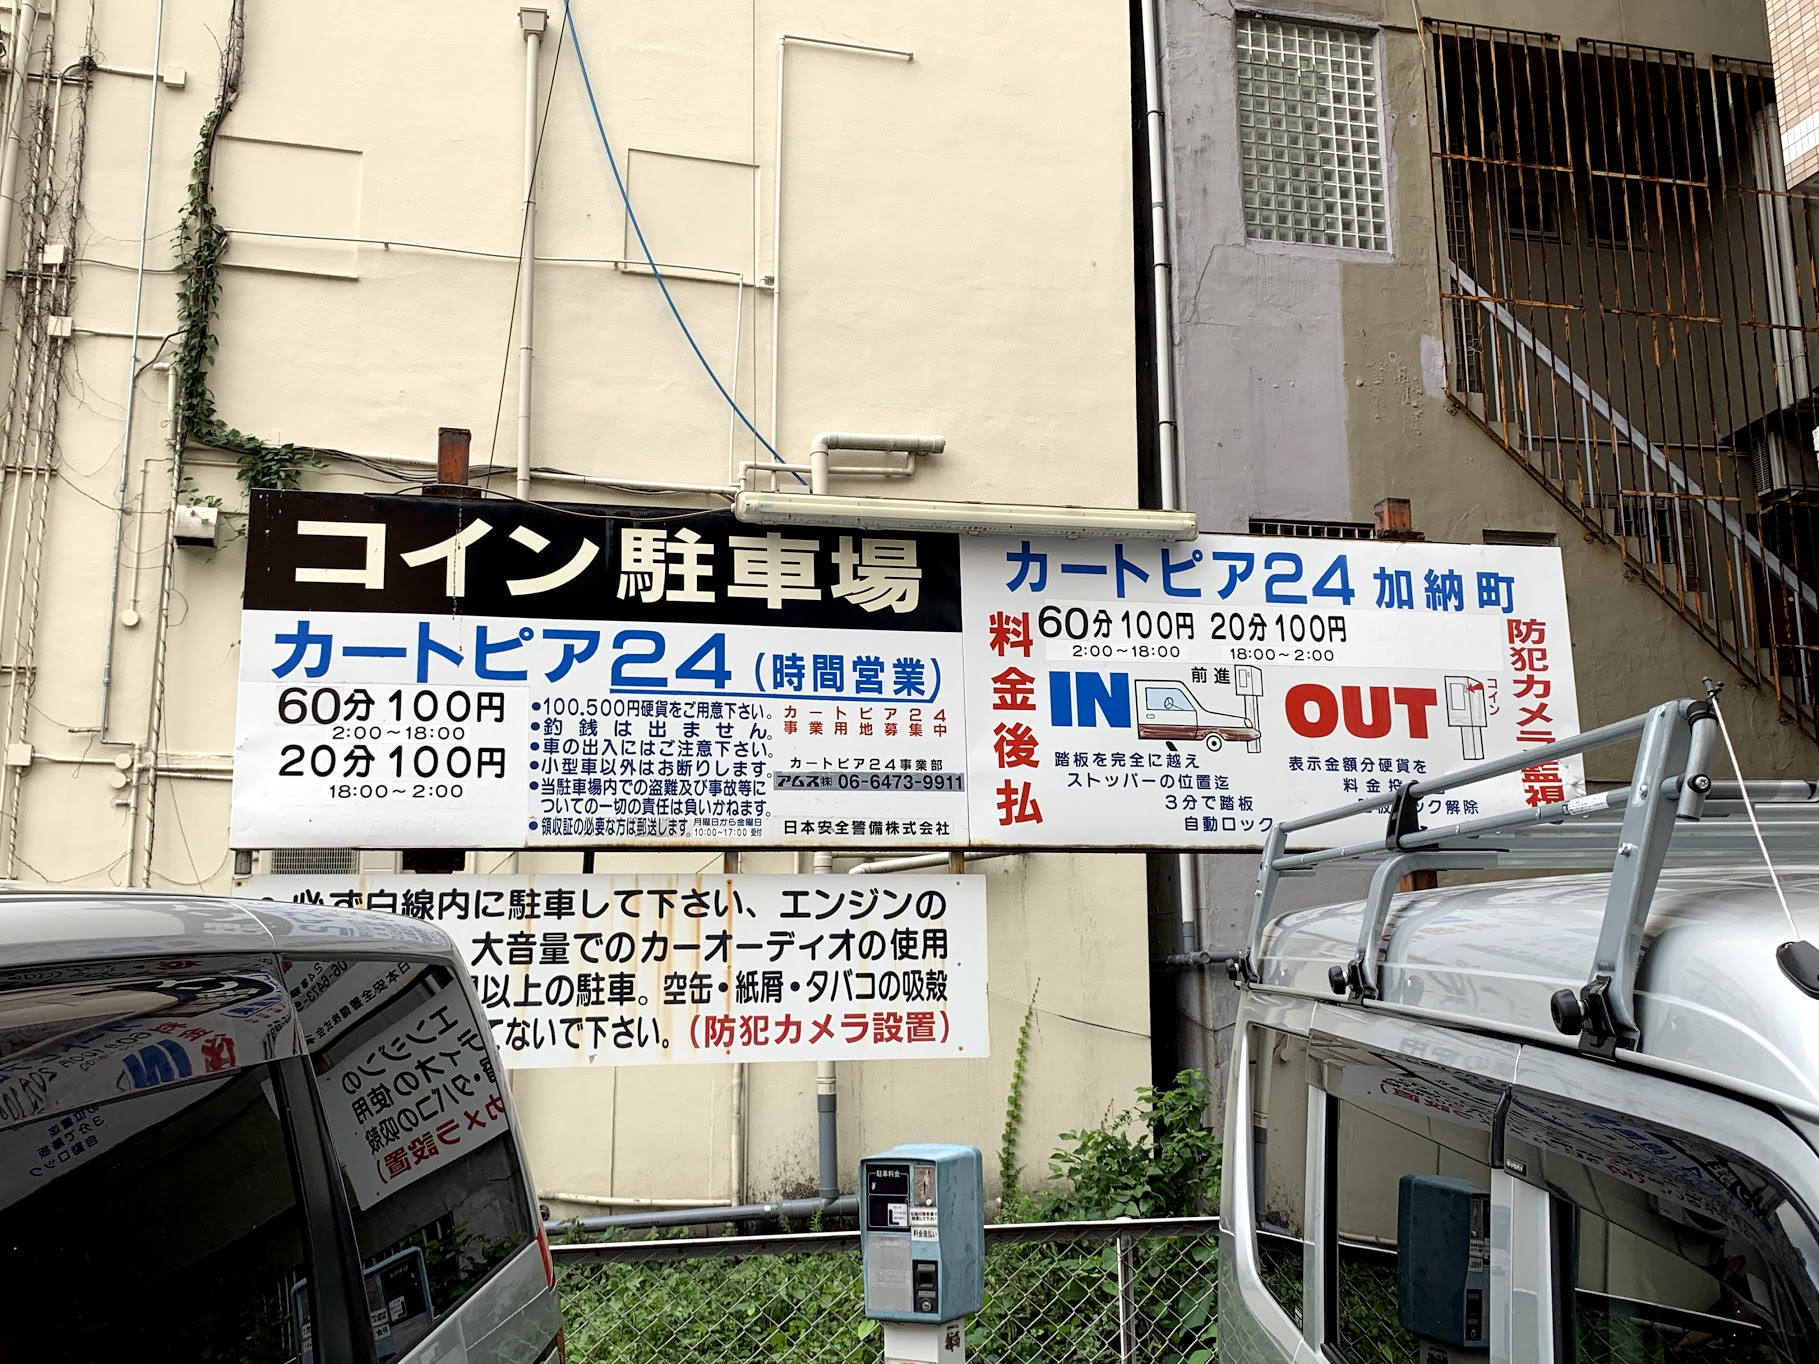 コイン駐車場
カートピア24(時間営業)
60分100円
2:00～18:00
20分100円
18:00～2:00
●100.500円硬貨をご用意下さい。
●釣銭は出ません。
●車の出入にはご注意下さい。
●小型車以外はお断りします。
●当駐車場内での盗難及び事故等に
ついての一切の責任は負いかねます。
●領収証の必要な方は郵送します。
月曜日から金曜日
10:00～17:00 受付
カートピア24
事業用地募集中
カートピア24事業部
アムス㈱ 06-6473-9911
日本安全警備株式会社
カートピア24 加納町
料金後払
60分100円 20分100円
2:00～18:00 18:00～2:00
IN
前進
踏板を完全に越え
ストッパーの位置迄
3分で踏板
自動ロック
OUT
コイン
表示金額分硬貨を
料金投
ック解除
防犯カメラ監視
必ず白線内に駐車して下さい、エンジンの
大音量でのカーオーディオの使用
以上の駐車。空缶・紙屑・タバコの吸殻
てないで下さい。(防犯カメラ設置)
駐車料金
¥
料金後払い